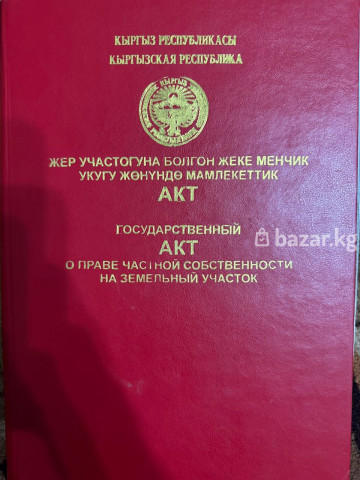 КЫРГЫЗ РЕСПУБЛИКАСЫ
КЫРГЫЗСКАЯ РЕСПУБЛИКА
КЫРГЫЗ
ЖЕР УЧАСТОГУНА БОЛГОН ЖЕКЕ МЕНЧИК
УКУГУ ЖӨНҮНДӨ МАМЛЕКЕТТИК
АКТ
ГОСУДАРСТВЕННЫЙ
АКТ
О ПРАВЕ ЧАСТНОЙ СОБСТВЕННОСТИ
НА ЗЕМЕЛЬНЫЙ УЧАСТОК
bazar.kg